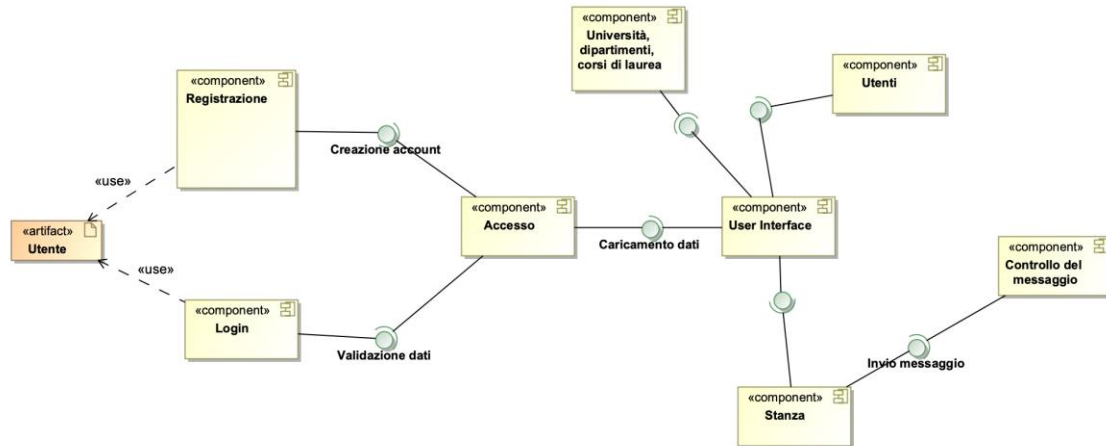 «component»
Università,
dipartimenti,
corsi di laurea
«component»
Utenti
«component»
Registrazione
Creazione account
«use»
«artifact»
Utente
«use»
«component»
Accesso
Caricamento dati
«component»
User Interface
«component»
Controllo del
messaggio
«component»
Login
Validazione dati
Invio messaggio
«component»
Stanza